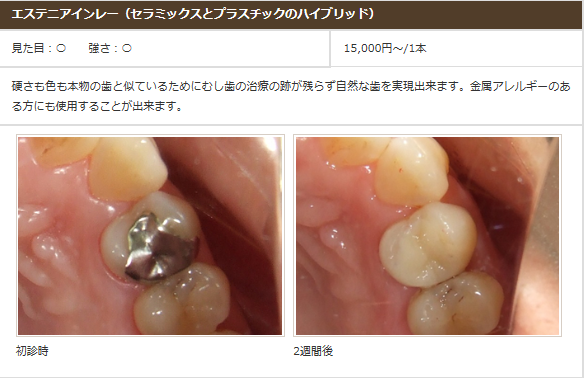 エステニアインレー（セラミックスとプラスチックのハイブリッド）
見た目：○　　強さ：○
15,000円～/1本
硬さも色も本物の歯と似ているためにむし歯の治療の跡が残らず自然な歯を実現出来ます。金属アレルギーのあ
る方にも使用することが出来ます。
初診時
2週間後